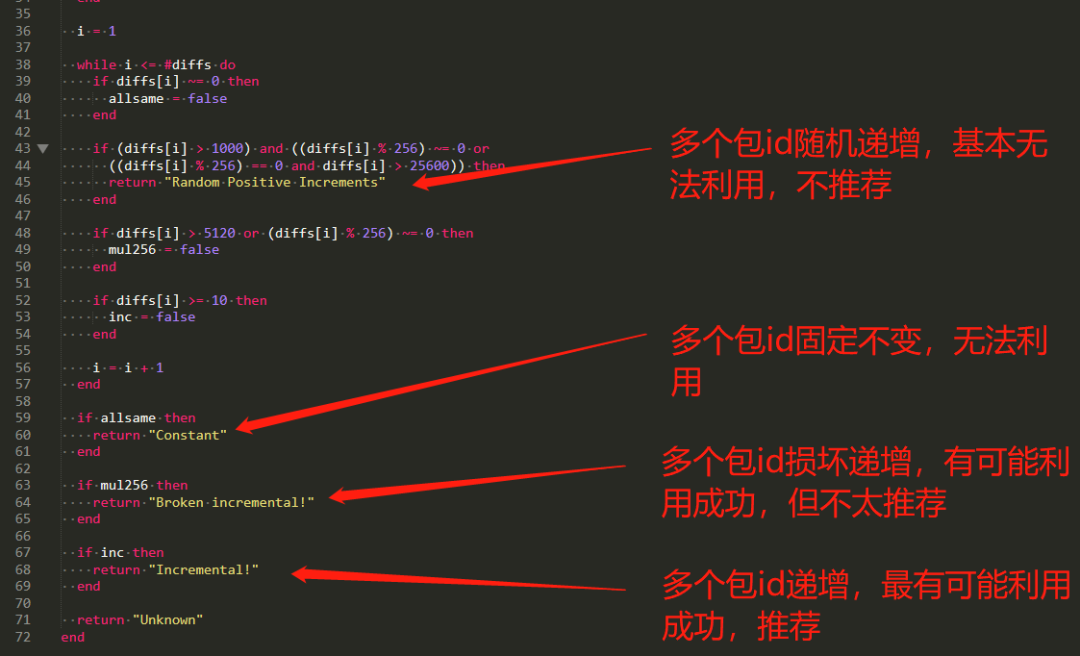 34 end
35
36 i = 1
37
38 while i <= #diffs do
39 if diffs[i] ~= 0 then
40 allsame = false
41 end
42
43 if (diffs[i] > 1000) and ((diffs[i] % 256) ~= 0 or
44 ((diffs[i] % 256) == 0 and diffs[i] > 25600)) then
45 return "Random Positive Increments"
46 end
47
48 if diffs[i] > 5120 or (diffs[i] % 256) ~= 0 then
49 mul256 = false
50 end
51
52 if diffs[i] >= 10 then
53 inc = false
54 end
55
56 i = i + 1
57 end
58
59 if allsame then
60 return "Constant"
61 end
62
63 if mul256 then
64 return "Broken incremental!"
65 end
66
67 if inc then
68 return "Incremental!"
69 end
70
71 return "Unknown"
72 end
多个包id随机递增，基本无
法利用，不推荐
多个包id固定不变，无法利
用
多个包id损坏递增，有可能利
用成功，但不太推荐
多个包id递增，最有可能利用
成功，推荐